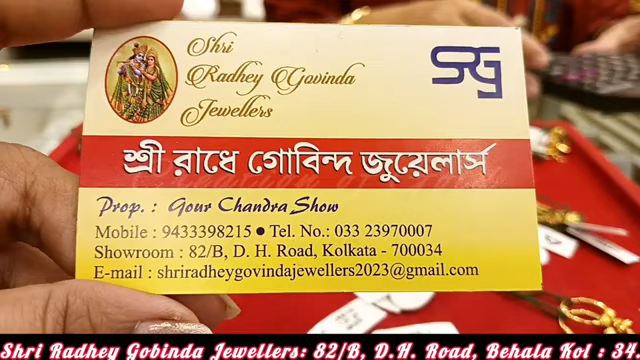 Shri
Radhey Govinda
Jewellers
SRG
শ্রী রাধে গোবিন্দ জুয়েলার্স
Prop. : Gour Chandra Show
Mobile : 9433398215 ● Tel. No.: 033 23970007
Showroom : 82/B, D. H. Road, Kolkata - 700034
E-mail : shriradheygovindajewellers2023@gmail.com
Shri Radhey Gobinda Jewellers: 82/B, D.H. Road, Behala Kol : 34